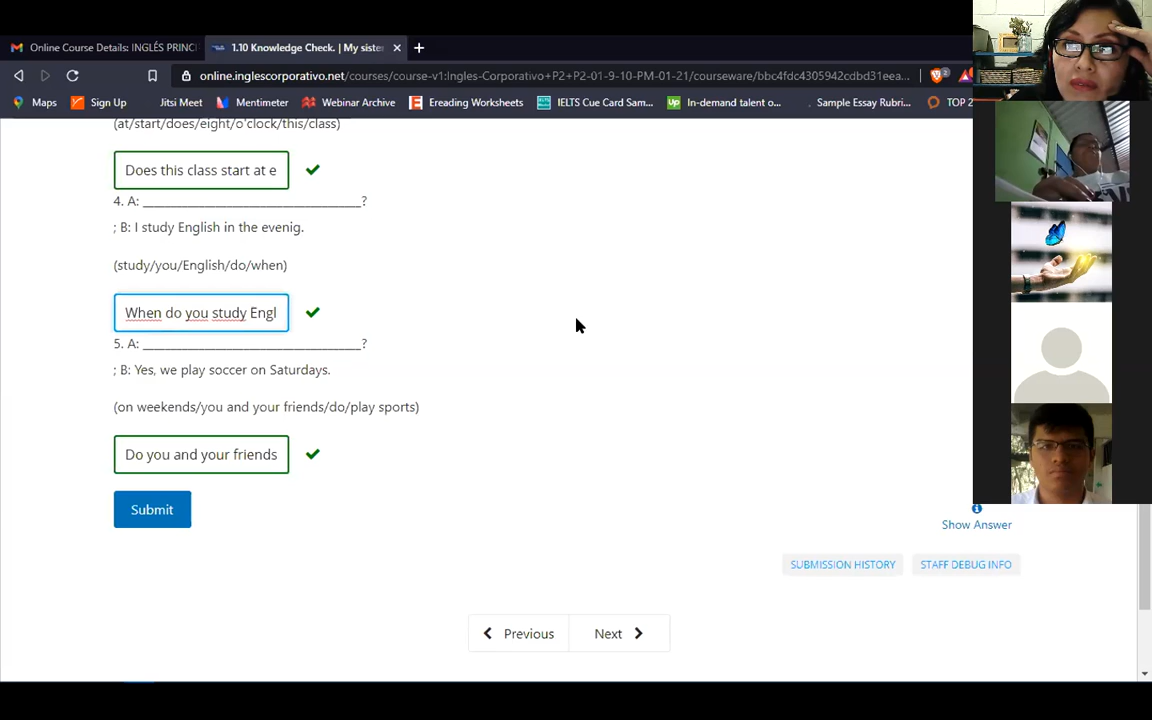 Online Course Details: INGLÉS PRINCI
1.10 Knowledge Check. | My sister
online.inglescorporativo.net/courses/course-v1:Ingles-Corporativo+P2+P2-01-9-10-PM-01-21/courseware/bbc4fdc4305942cdbd31eea...
2
Maps Sign Up Jitsi Meet Mentimeter Webinar Archive Ereading Worksheets IELTS Cue Card Sam... In-demand talent o... Sample Essay Rubri... TOP 2
(at/start/does/eight/o'clock/this/class)
Does this class start at e
4. A: ________________________________?
; B: I study English in the evenig.
(study/you/English/do/when)
When do you study Engl
5. A: ________________________________?
; B: Yes, we play soccer on Saturdays.
(on weekends/you and your friends/do/play sports)
Do you and your friends
Submit
Show Answer
SUBMISSION HISTORY STAFF DEBUG INFO
Previous Next